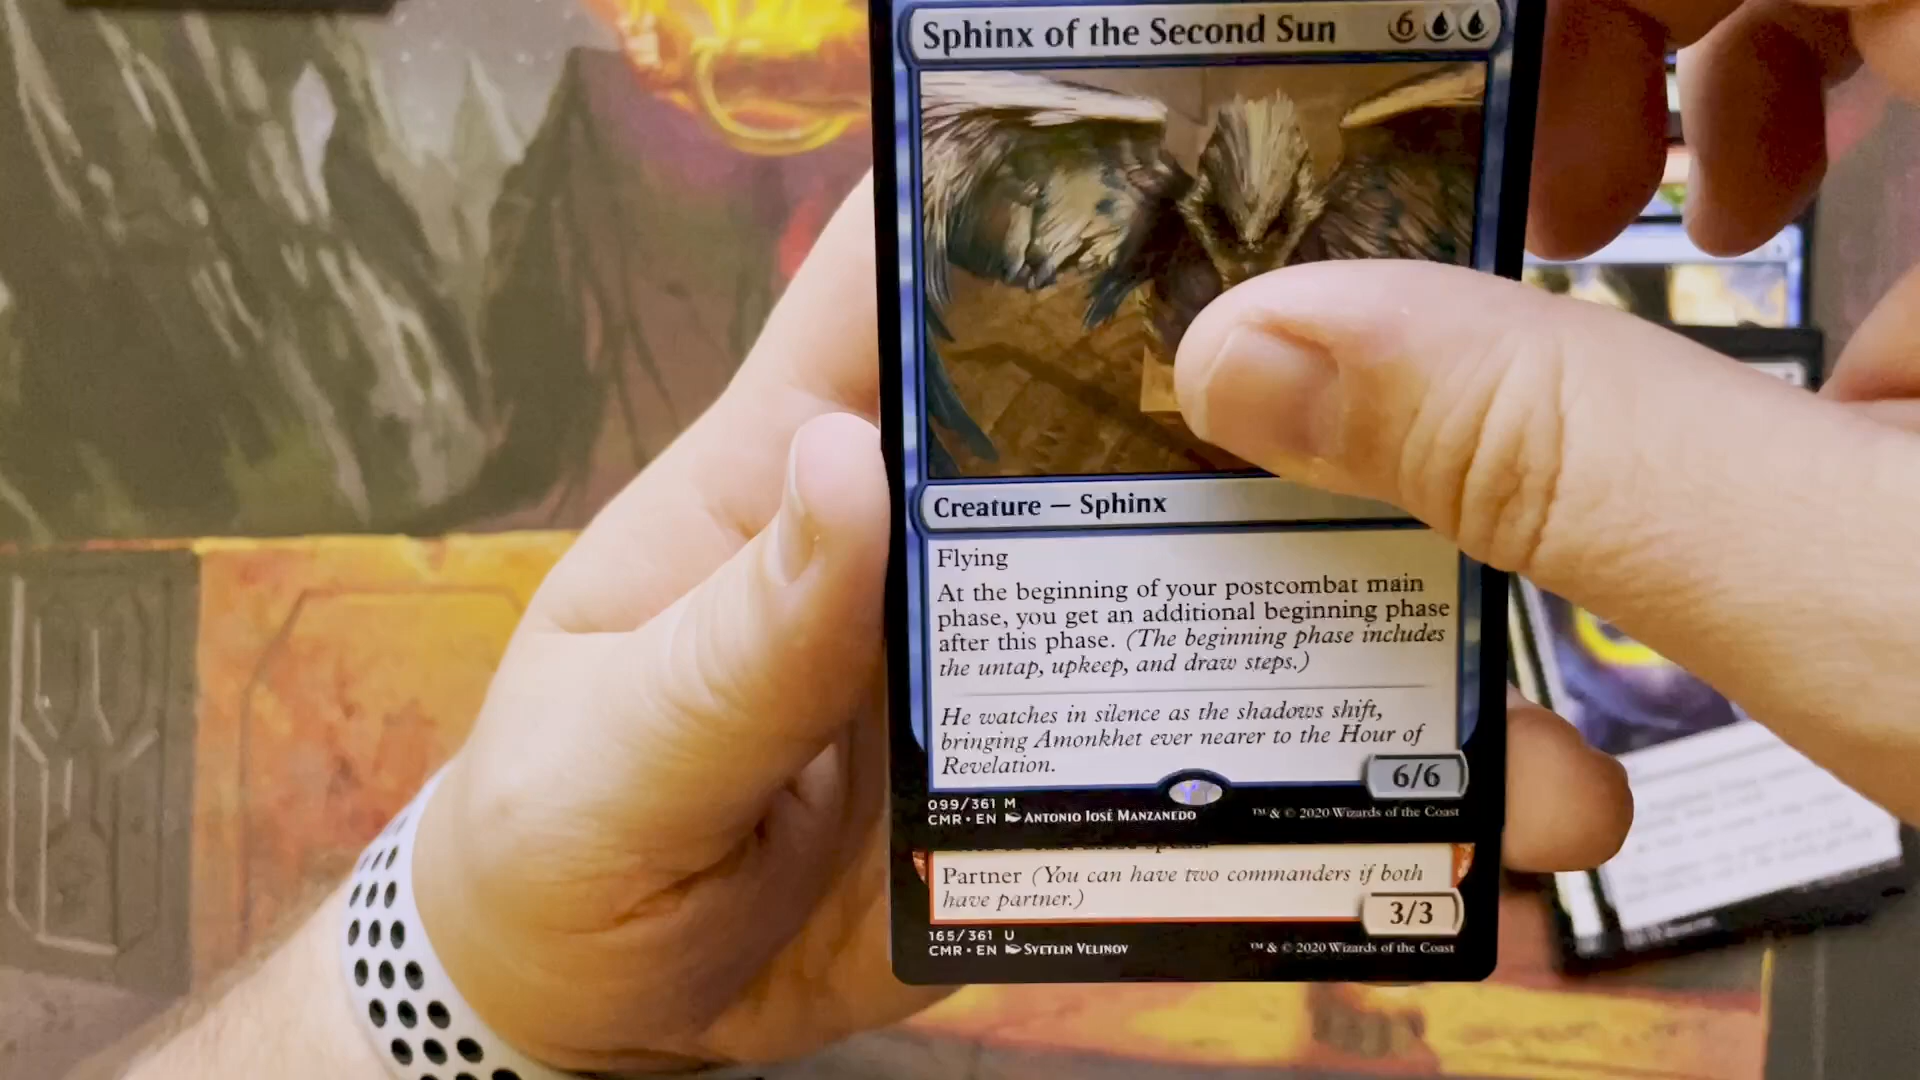 Sphinx of the Second Sun 6
Creature — Sphinx
Flying
At the beginning of your postcombat main
phase, you get an additional beginning phase
after this phase. (The beginning phase includes
the untap, upkeep, and draw steps.)
He watches in silence as the shadows shift,
bringing Amonkhet ever nearer to the Hour of
Revelation.
6/6
099/361 M
CMR • EN Antonio José Manzanedo ™ & © 2020 Wizards of the Coast
Partner (You can have two commanders if both
have partner.)
3/3
165/361 U
CMR • EN Svetlin Velinov ™ & © 2020 Wizards of the Coast